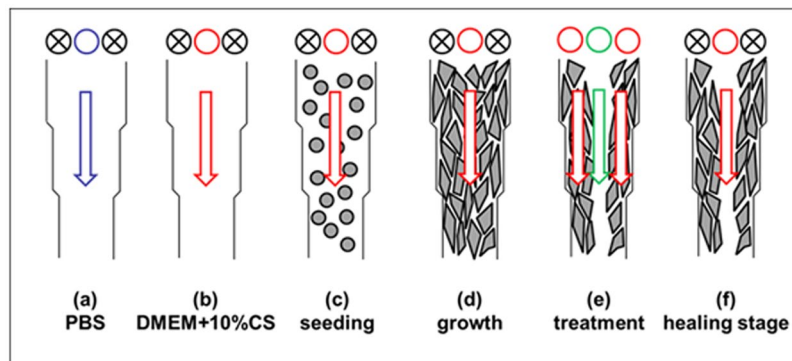 (a) (b) (c) (d) (e) (f)
PBS DMEM+10%CS seeding growth treatment healing stage